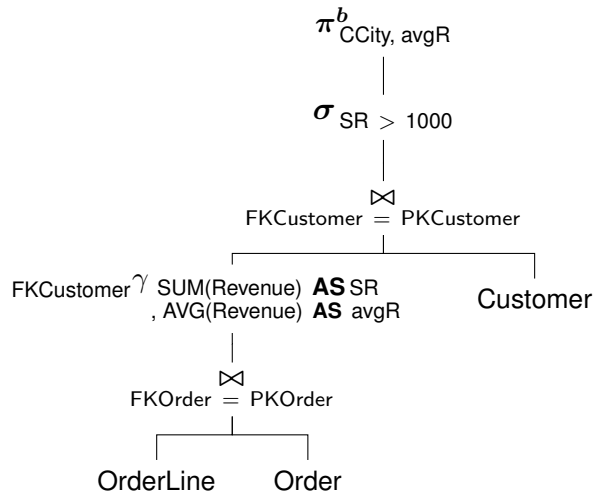 π^b CCity, avgR
σ SR > 1000
⋈
FKCustomer = PKCustomer
FKCustomer γ SUM(Revenue) AS SR
, AVG(Revenue) AS avgR
Customer
⋈
FKOrder = PKOrder
OrderLine Order